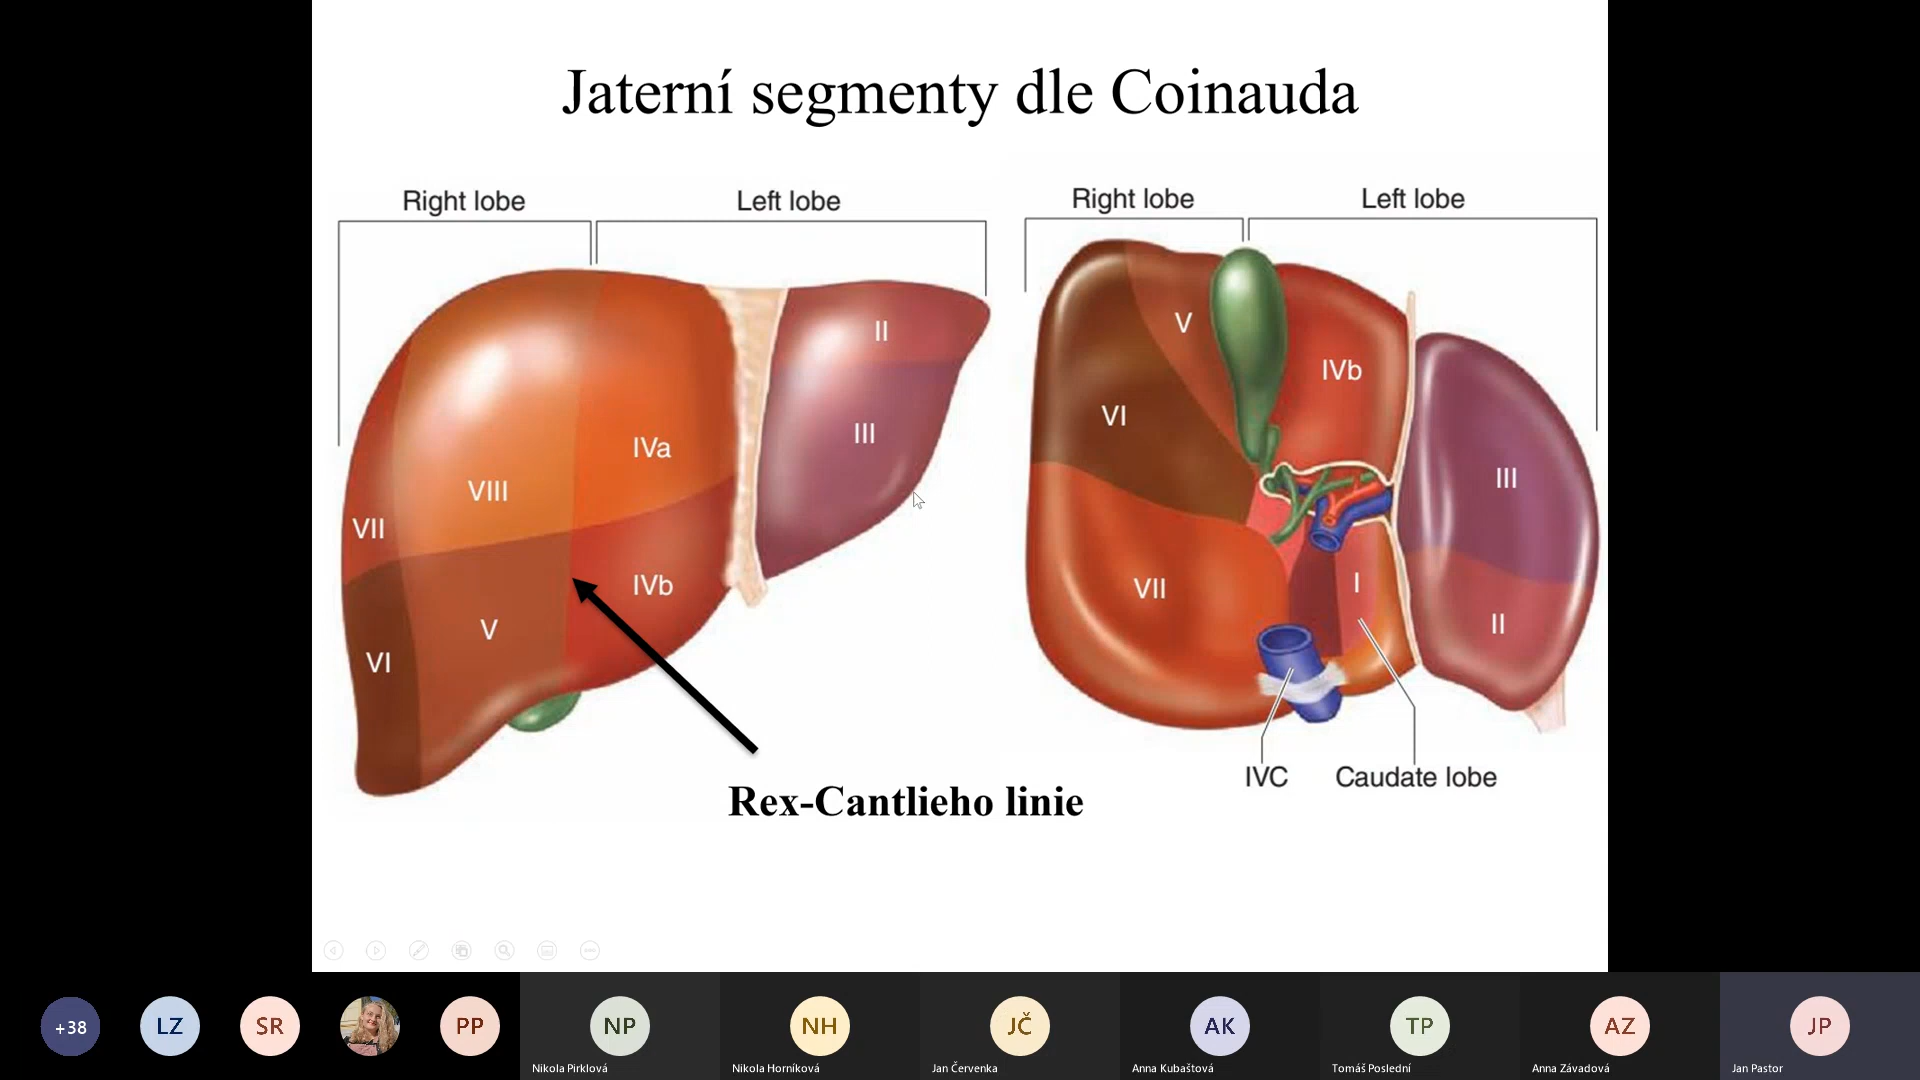 Jaterní segmenty dle Coinauda
Right lobe
Left lobe
Right lobe
Left lobe
II
III
IVa
VIII
VII
IVb
V
VI
V
IVb
VI
III
VII
I
II
IVC
Caudate lobe
Rex-Cantlieho linie
+38
LZ
SR
PP
NP
NH
JČ
AK
TP
AZ
JP
Nikola Pirklová
Nikola Horníková
Jan Červenka
Anna Kubaštová
Tomáš Poslední
Anna Závadová
Jan Pastor